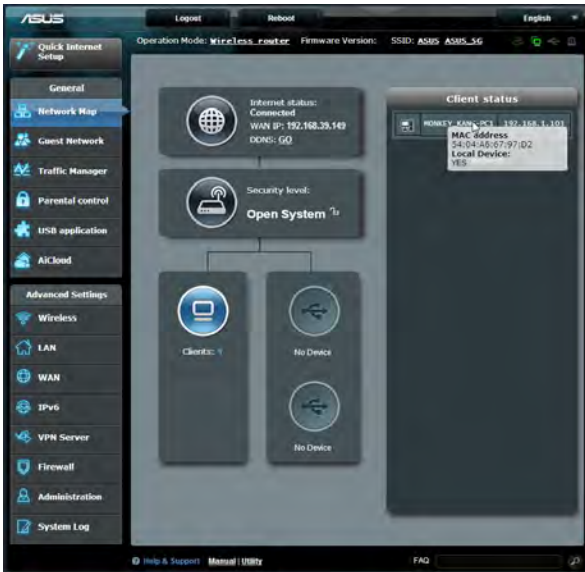 ASUS
Logout
Reboot
English
Quick Internet
Setup
Operation Mode: Wireless router Firmware Version: SSID: ASUS ASUS_5G
General
Network Map
Guest Network
Traffic Manager
Parental control
USB application
AiCloud
Advanced Settings
Wireless
LAN
WAN
IPv6
VPN Server
Firewall
Administration
System Log
Internet status:
Connected
WAN IP: 192.168.39.149
DDNS: GO
Security level:
Open System
Clients:
No Device
No Device
Client status
MONKEY_KANG-PC1 192.168.1.101
MAC address
54:04:A6:67:97:D2
Local Device:
YES
Help & Support Manual | Utility
FAQ